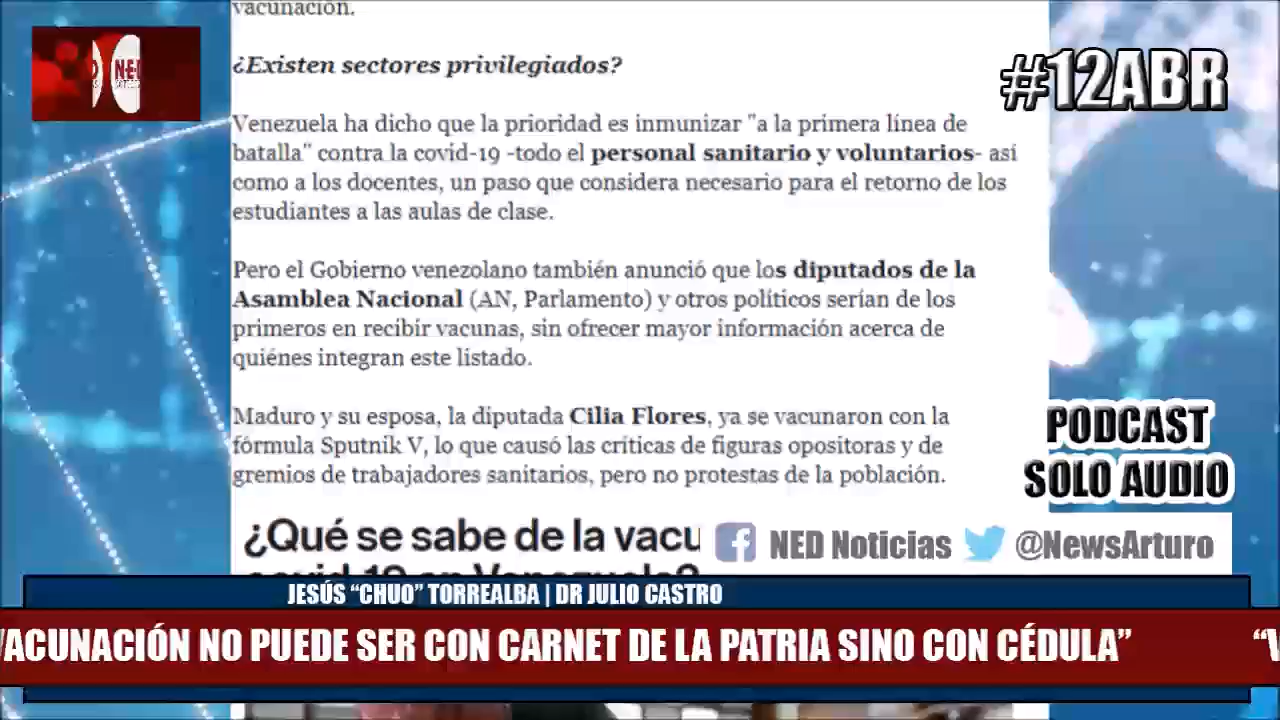 vacunación.
¿Existen sectores privilegiados?
#12ABR
Venezuela ha dicho que la prioridad es inmunizar "a la primera línea de
batalla" contra la covid-19 -todo el personal sanitario y voluntarios- así
como a los docentes, un paso que considera necesario para el retorno de los
estudiantes a las aulas de clase.
Pero el Gobierno venezolano también anunció que los diputados de la
Asamblea Nacional (AN, Parlamento) y otros políticos serían de los
primeros en recibir vacunas, sin ofrecer mayor información acerca de
quiénes integran este listado.
Maduro y su esposa, la diputada Cilia Flores, ya se vacunaron con la
fórmula Sputnik V, lo que causó las críticas de figuras opositoras y de
gremios de trabajadores sanitarios, pero no protestas de la población.
PODCAST
SOLO AUDIO
¿Qué se sabe de la vacu
NED Noticias @NewsArturo
covid-19 en Venezuela?
JESÚS “CHUO” TORREALBA | DR JULIO CASTRO
VACUNACIÓN NO PUEDE SER CON CARNET DE LA PATRIA SINO CON CÉDULA” “V